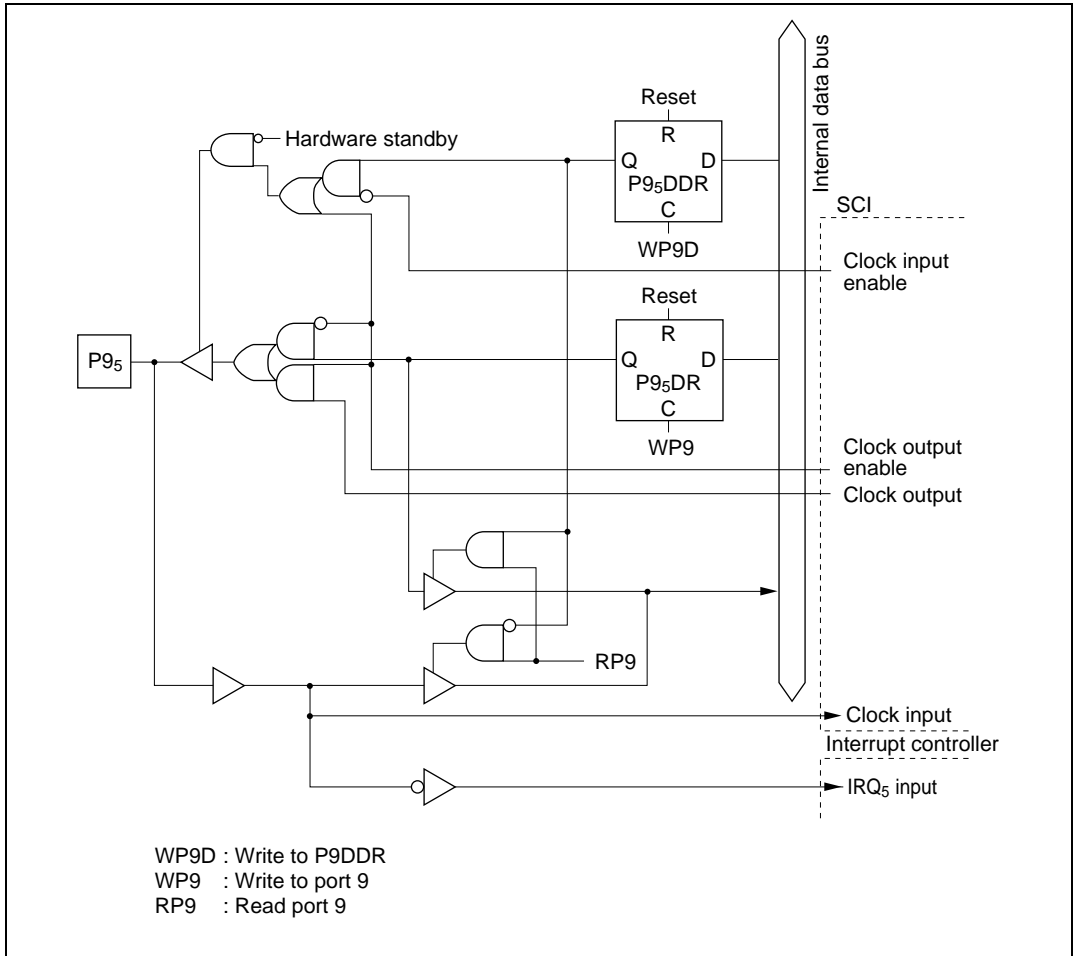 Reset
Internal data bus
Hardware standby
R
Q D
P9₅DDR
C
SCI
WP9D
Clock input
enable
Reset
R
P9₅
Q D
P9₅DR
C
WP9
Clock output
enable
Clock output
RP9
Clock input
Interrupt controller
IRQ₅ input
WP9D : Write to P9DDR
WP9 : Write to port 9
RP9 : Read port 9